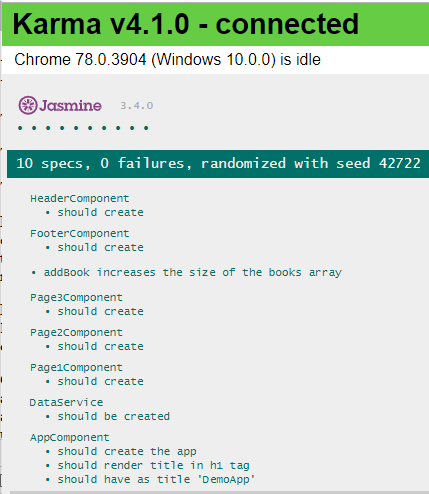 Karma v4.1.0 - connected
Chrome 78.0.3904 (Windows 10.0.0) is idle
Jasmine 3.4.0
• • • • • • • • • •
10 specs, 0 failures, randomized with seed 42722
HeaderComponent
• should create
FooterComponent
• should create
• addBook increases the size of the books array
Page3Component
• should create
Page2Component
• should create
Page1Component
• should create
DataService
• should be created
AppComponent
• should create the app
• should render title in h1 tag
• should have as title 'DemoApp'